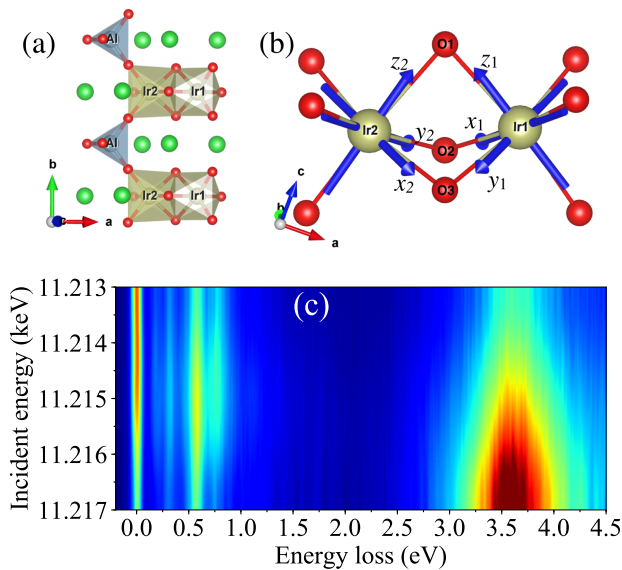 (a)
Al
Ir2
Ir1
Al
Ir2
Ir1
b
c
a
(b)
O1
z2
z1
Ir2
y2
x1
Ir1
O2
x2
O3
y1
c
b
a
(c)
11.213
11.214
11.215
11.216
11.217
Incident energy (keV)
0.0 0.5 1.0 1.5 2.0 2.5 3.0 3.5 4.0 4.5
Energy loss (eV)